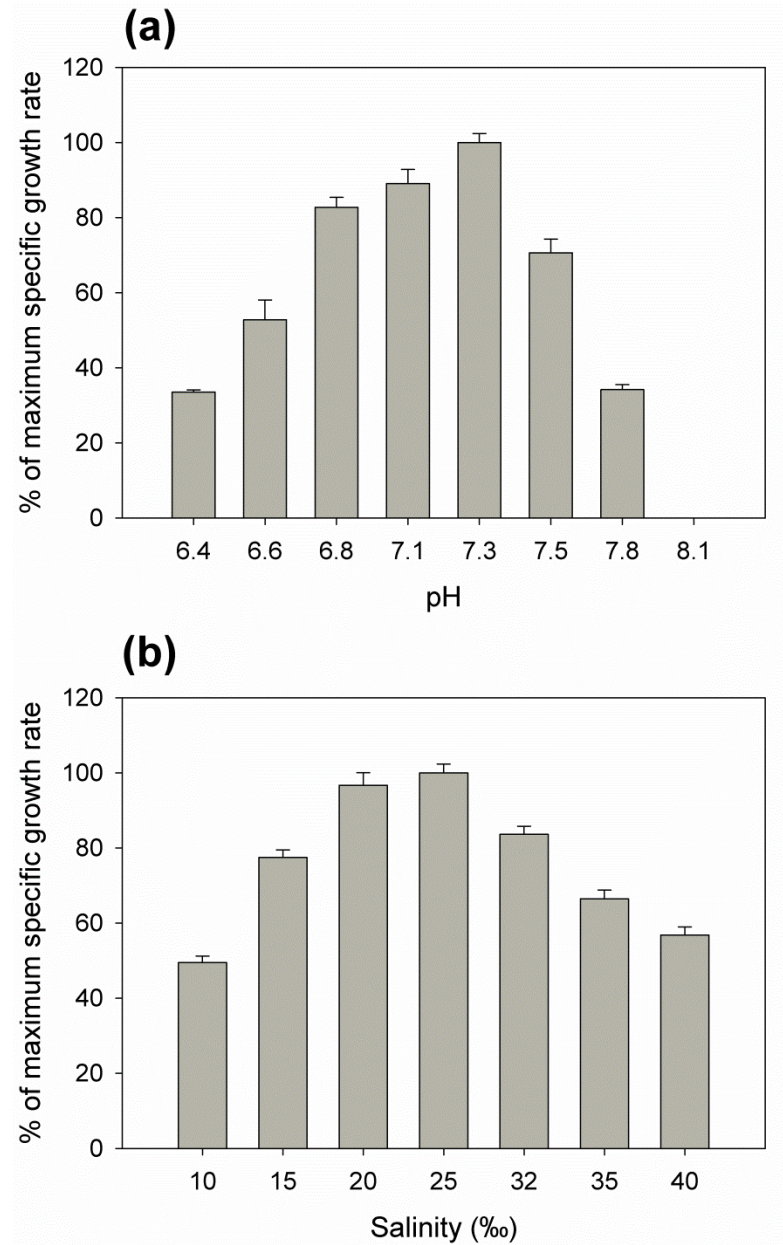 (a)
% of maximum specific growth rate
120
100
80
60
40
20
0
6.4 6.6 6.8 7.1 7.3 7.5 7.8 8.1
pH
(b)
% of maximum specific growth rate
120
100
80
60
40
20
0
10 15 20 25 32 35 40
Salinity (‰)